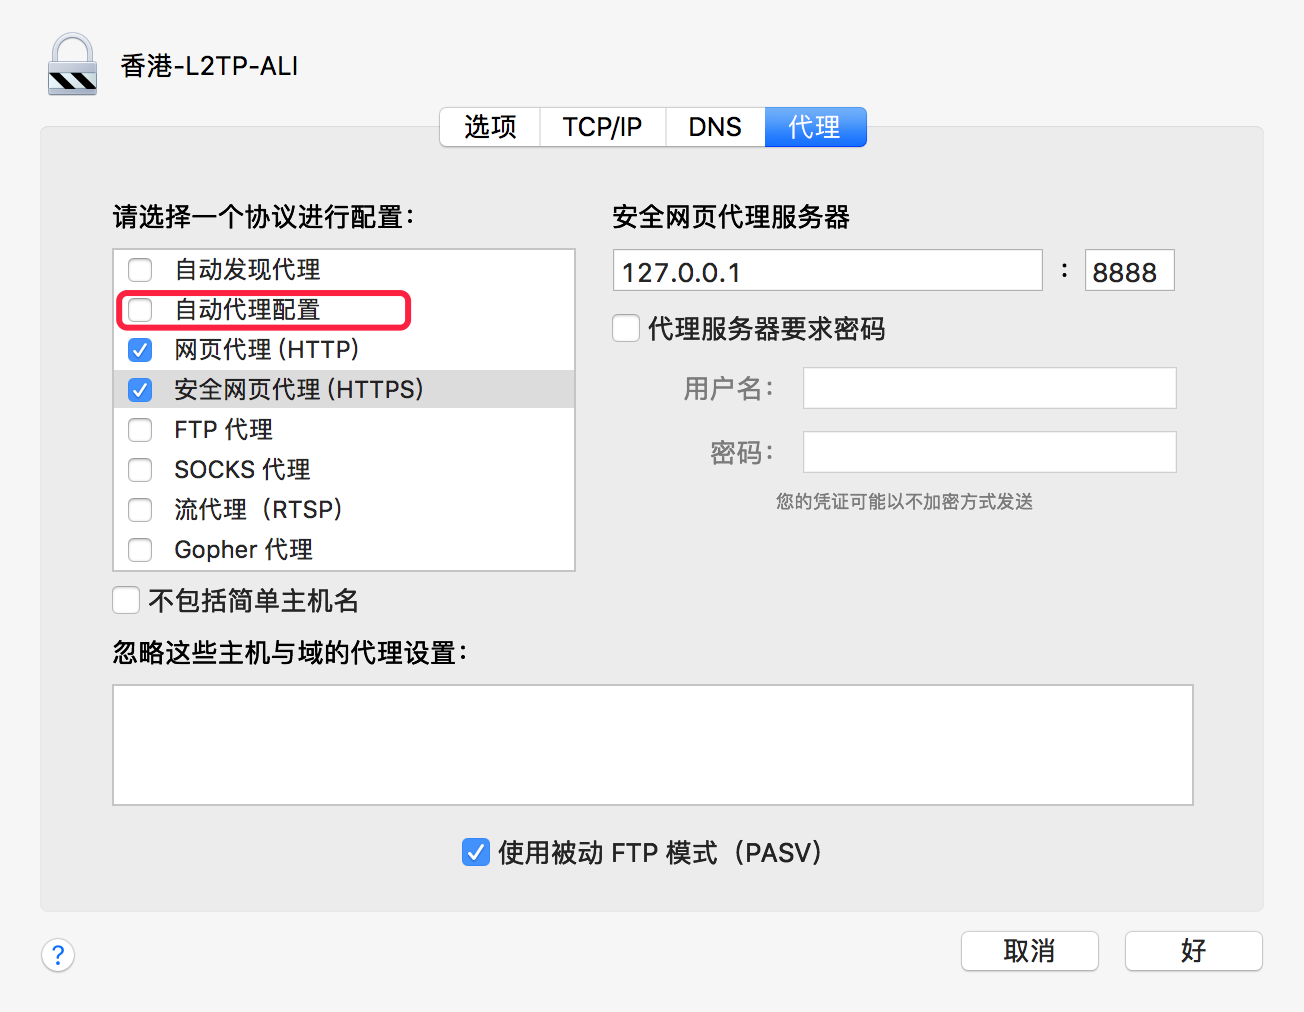 香港-L2TP-ALI
选项 TCP/IP DNS 代理
请选择一个协议进行配置：
自动发现代理
自动代理配置
网页代理 (HTTP)
安全网页代理 (HTTPS)
FTP 代理
SOCKS 代理
流代理（RTSP）
Gopher 代理
不包括简单主机名
安全网页代理服务器
127.0.0.1 : 8888
代理服务器要求密码
用户名：
密码：
您的凭证可能以不加密方式发送
忽略这些主机与域的代理设置：
使用被动 FTP 模式（PASV）
? 取消 好